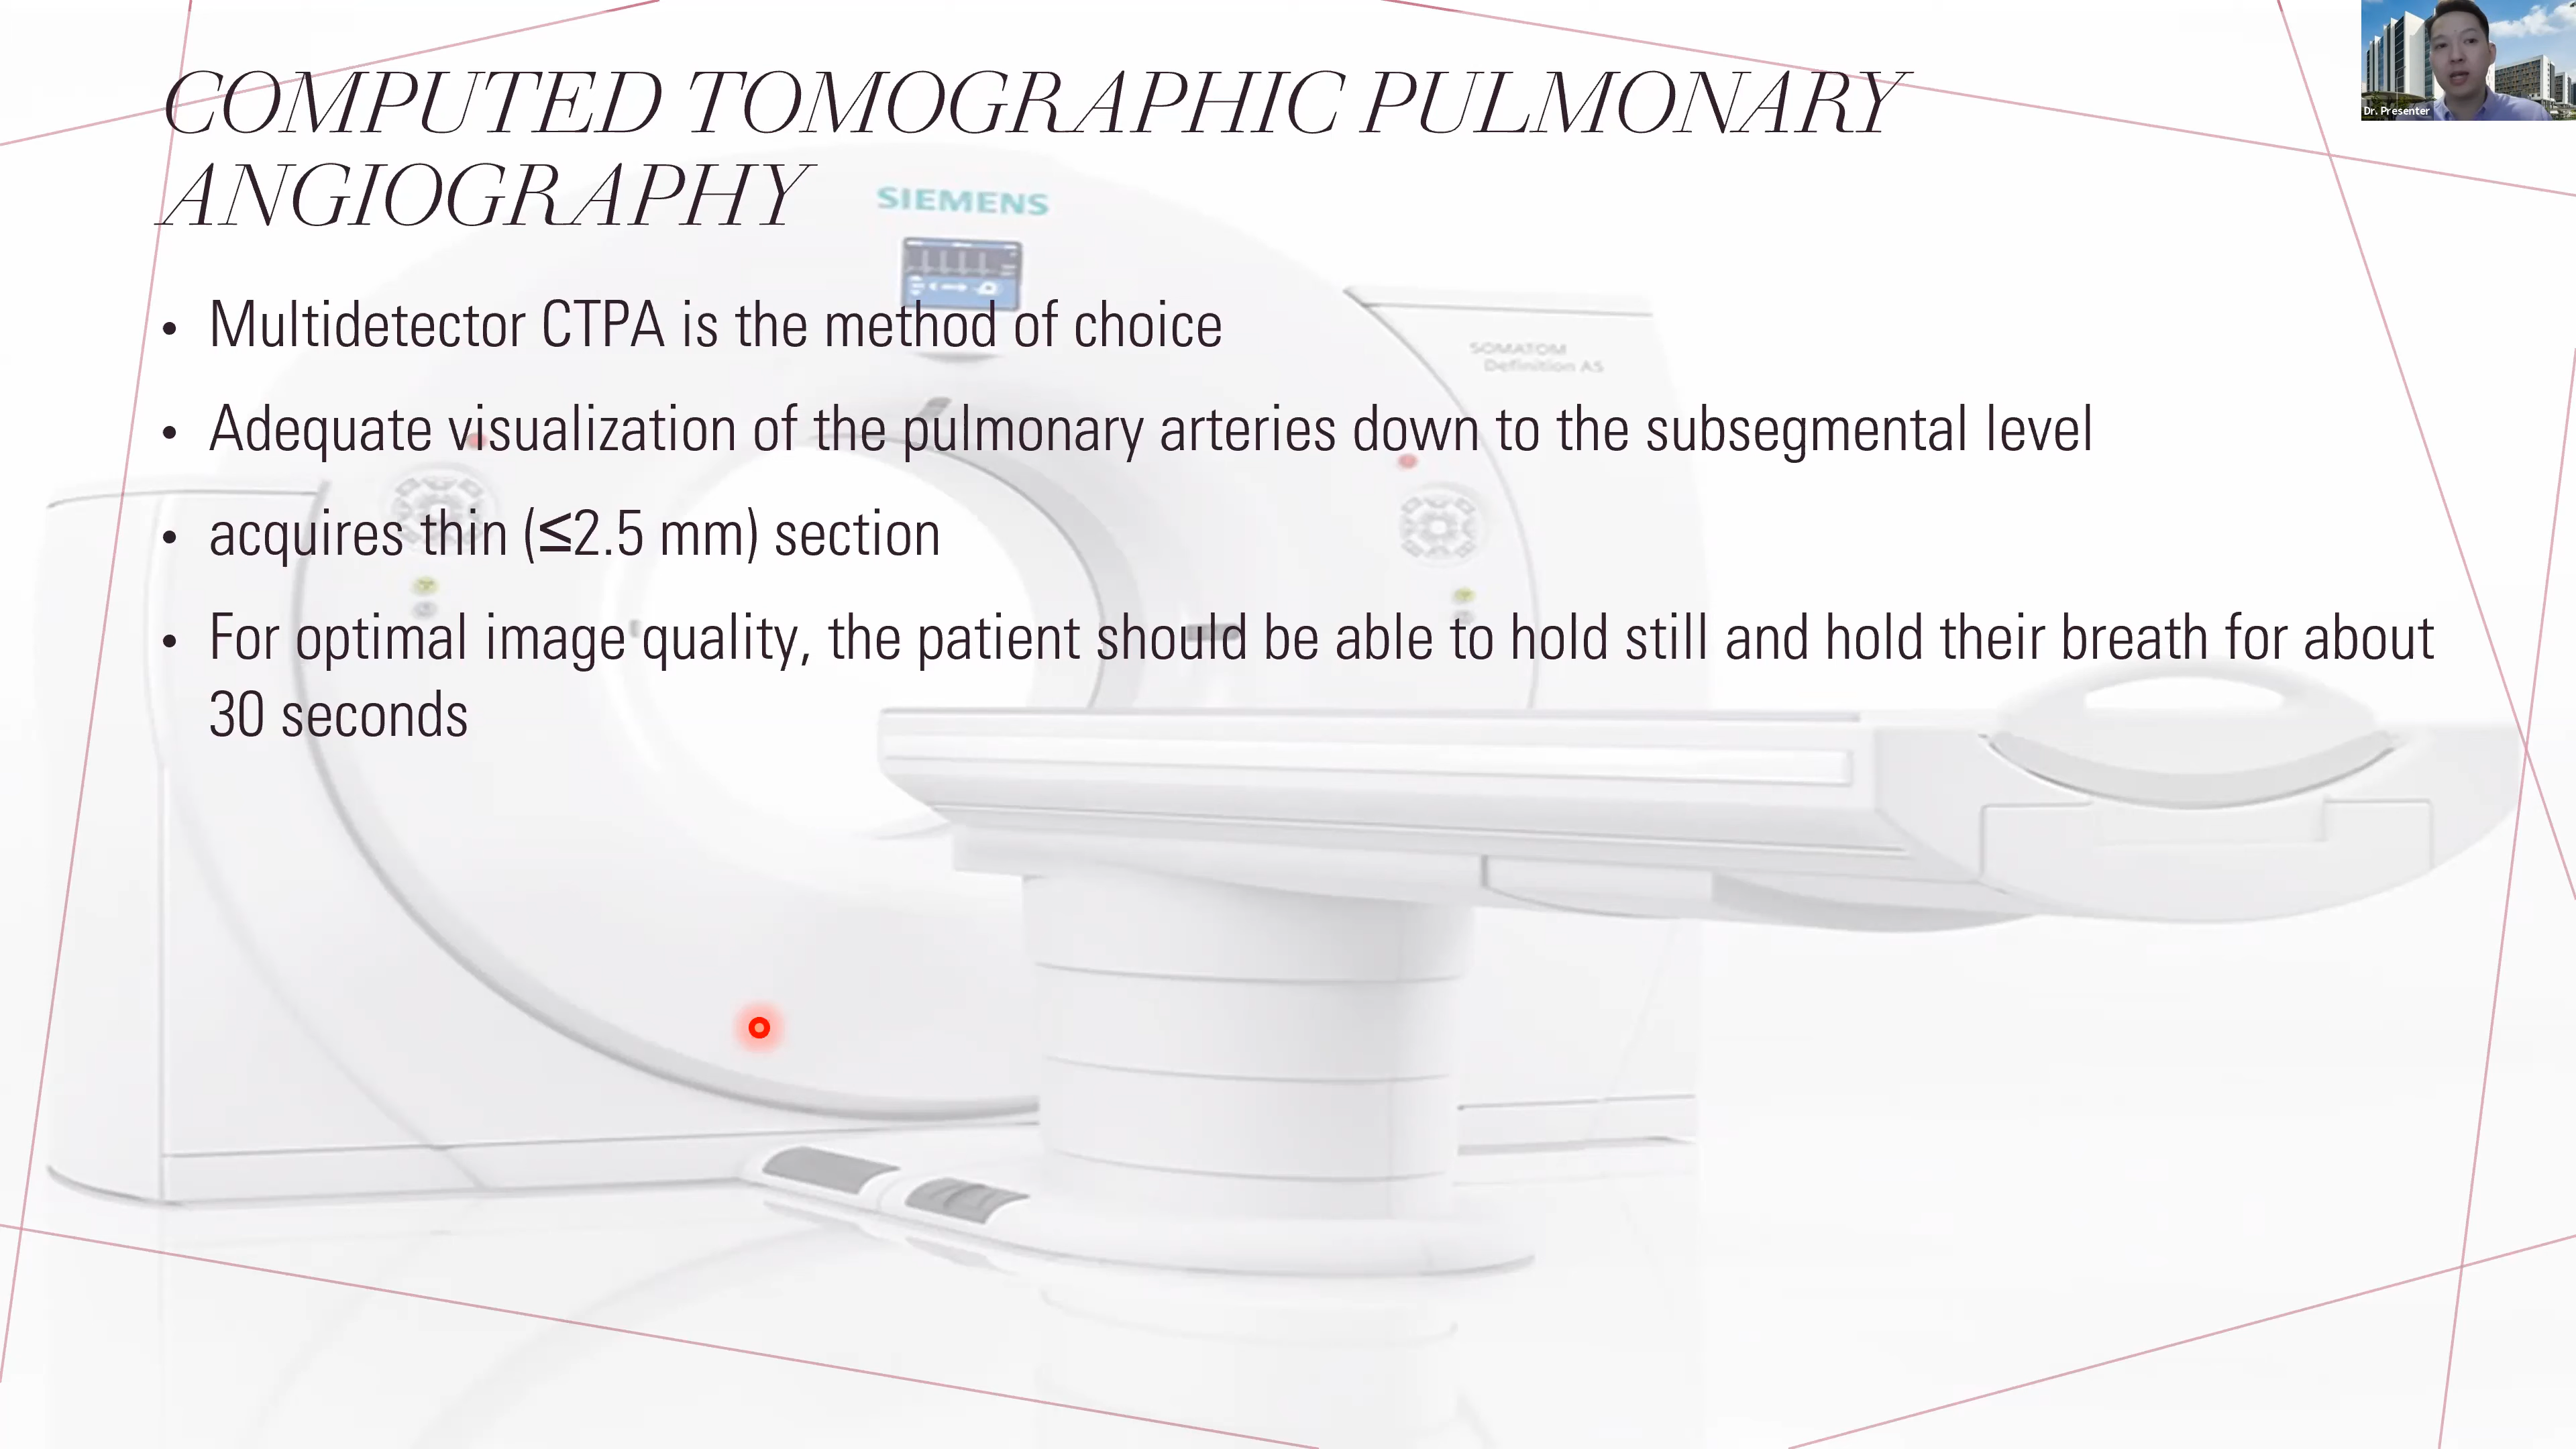 COMPUTED TOMOGRAPHIC PULMONARY
ANGIOGRAPHY
SIEMENS
• Multidetector CTPA is the method of choice
SOMATOM
Definition AS
• Adequate visualization of the pulmonary arteries down to the subsegmental level
• acquires thin (≤2.5 mm) section
• For optimal image quality, the patient should be able to hold still and hold their breath for about
30 seconds
Dr. Presenter